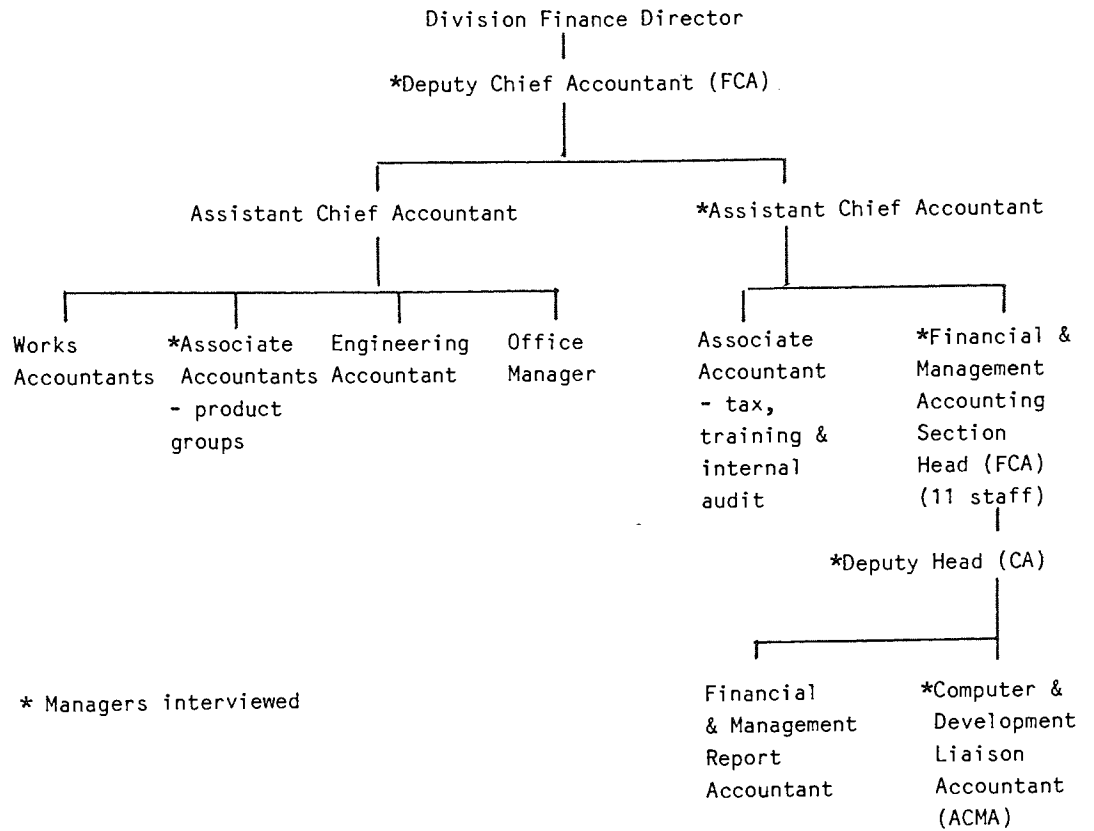 Division Finance Director
*Deputy Chief Accountant (FCA)
Assistant Chief Accountant
*Assistant Chief Accountant
Works
Accountants
*Associate
Accountants
- product
groups
Engineering
Accountant
Office
Manager
Associate
Accountant
- tax,
training &
internal
audit
*Financial &
Management
Accounting
Section
Head (FCA)
(11 staff)
*Deputy Head (CA)
Financial
& Management
Report
Accountant
*Computer &
Development
Liaison
Accountant
(ACMA)
* Managers interviewed